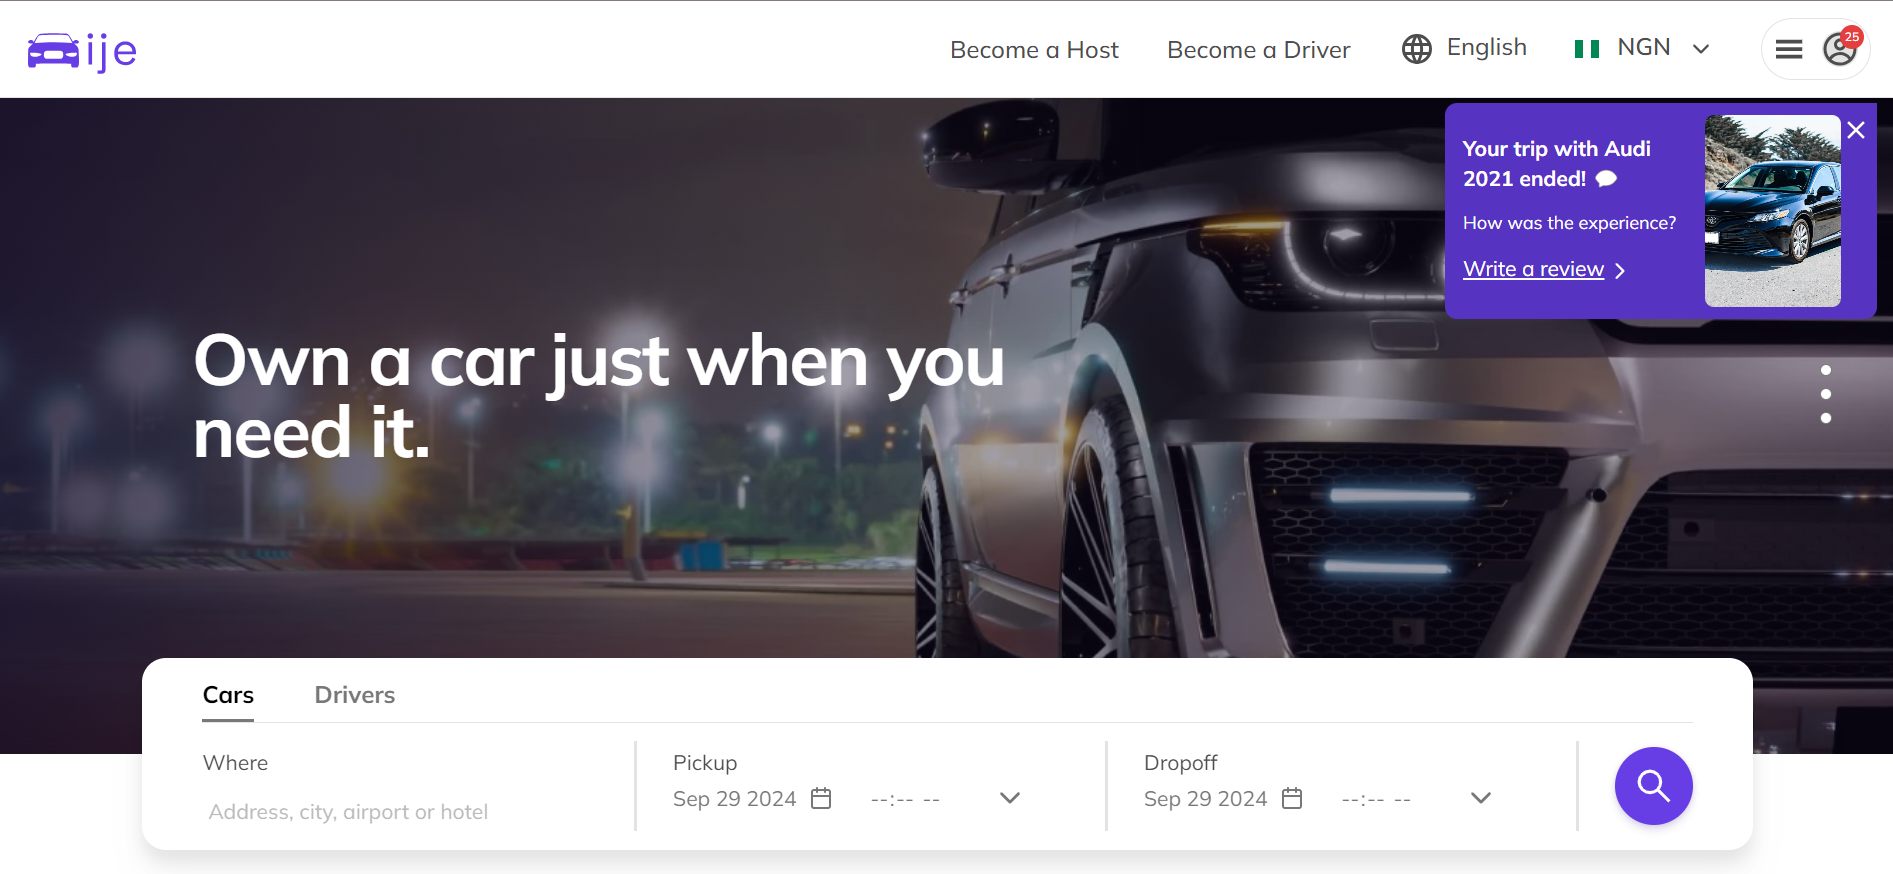 ije
Become a Host
Become a Driver
English
NGN
25
Your trip with Audi
2021 ended!
How was the experience?
Write a review
Own a car just when you
need it.
Cars
Drivers
Where
Address, city, airport or hotel
Pickup
Sep 29 2024
--:-- --
Dropoff
Sep 29 2024
--:-- --